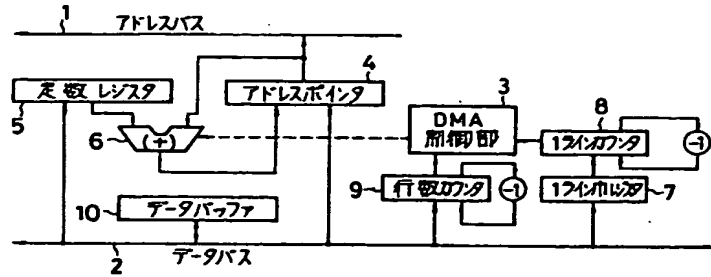 1
アドレスバス
定数レジスタ
5
6
(+)
アドレスポインタ
4
3
DMA
制御部
8
1ラインカウンタ
-1
9
行数カウンタ
-1
1ライン巾レジスタ
7
10
データバッファ
2
データバス